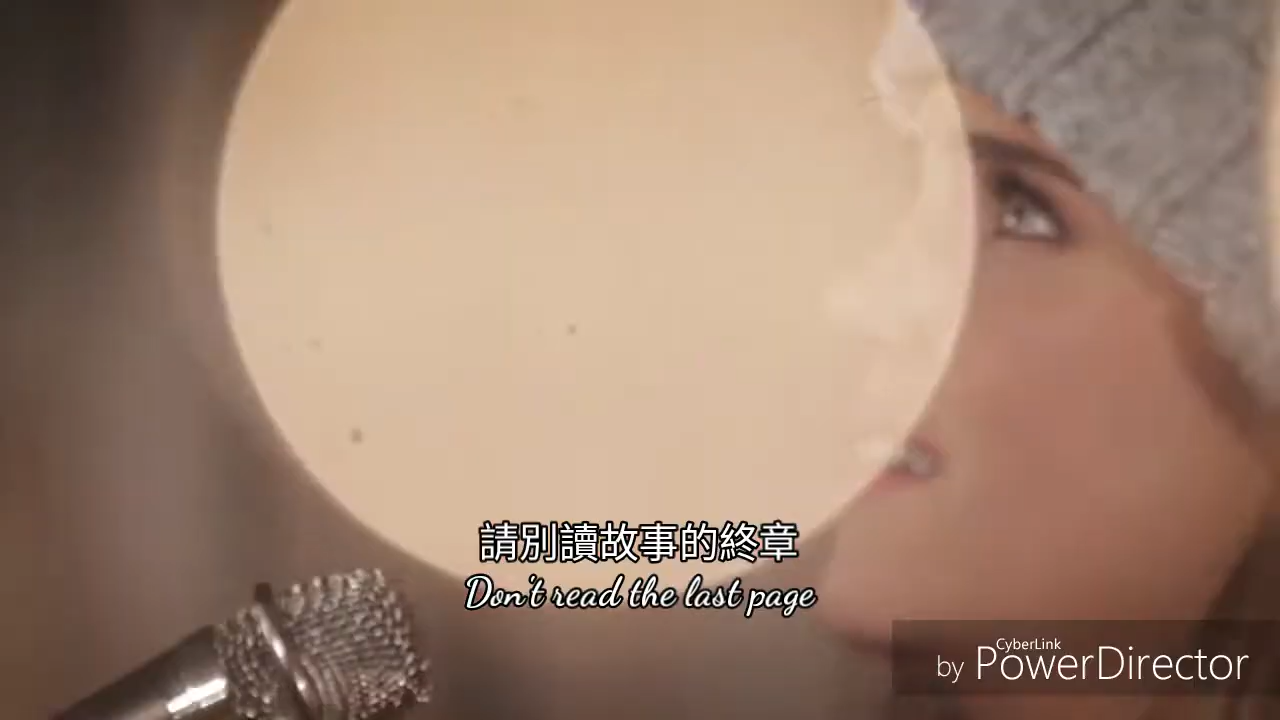 請別讀故事的終章
Don't read the last page
CyberLink
by PowerDirector